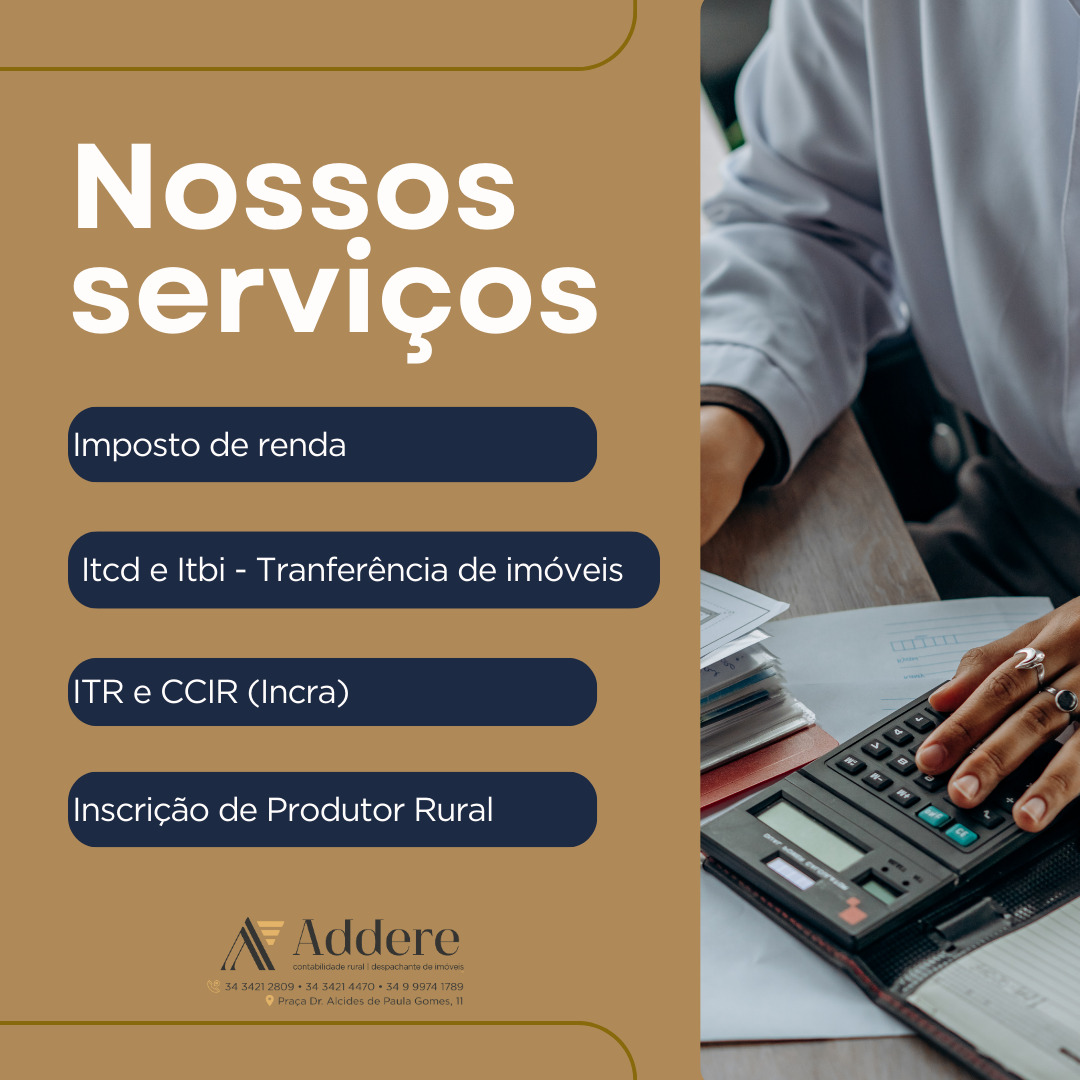 Nossos
serviços
Imposto de renda
Itcd e Itbi - Tranferência de imóveis
ITR e CCIR (Incra)
Inscrição de Produtor Rural
Addere
contabilidade rural | despachante de imóveis
34 3421 2809 • 34 3421 4470 • 34 9 9974 1789
Praça Dr. Alcides de Paula Gomes, 11
CE